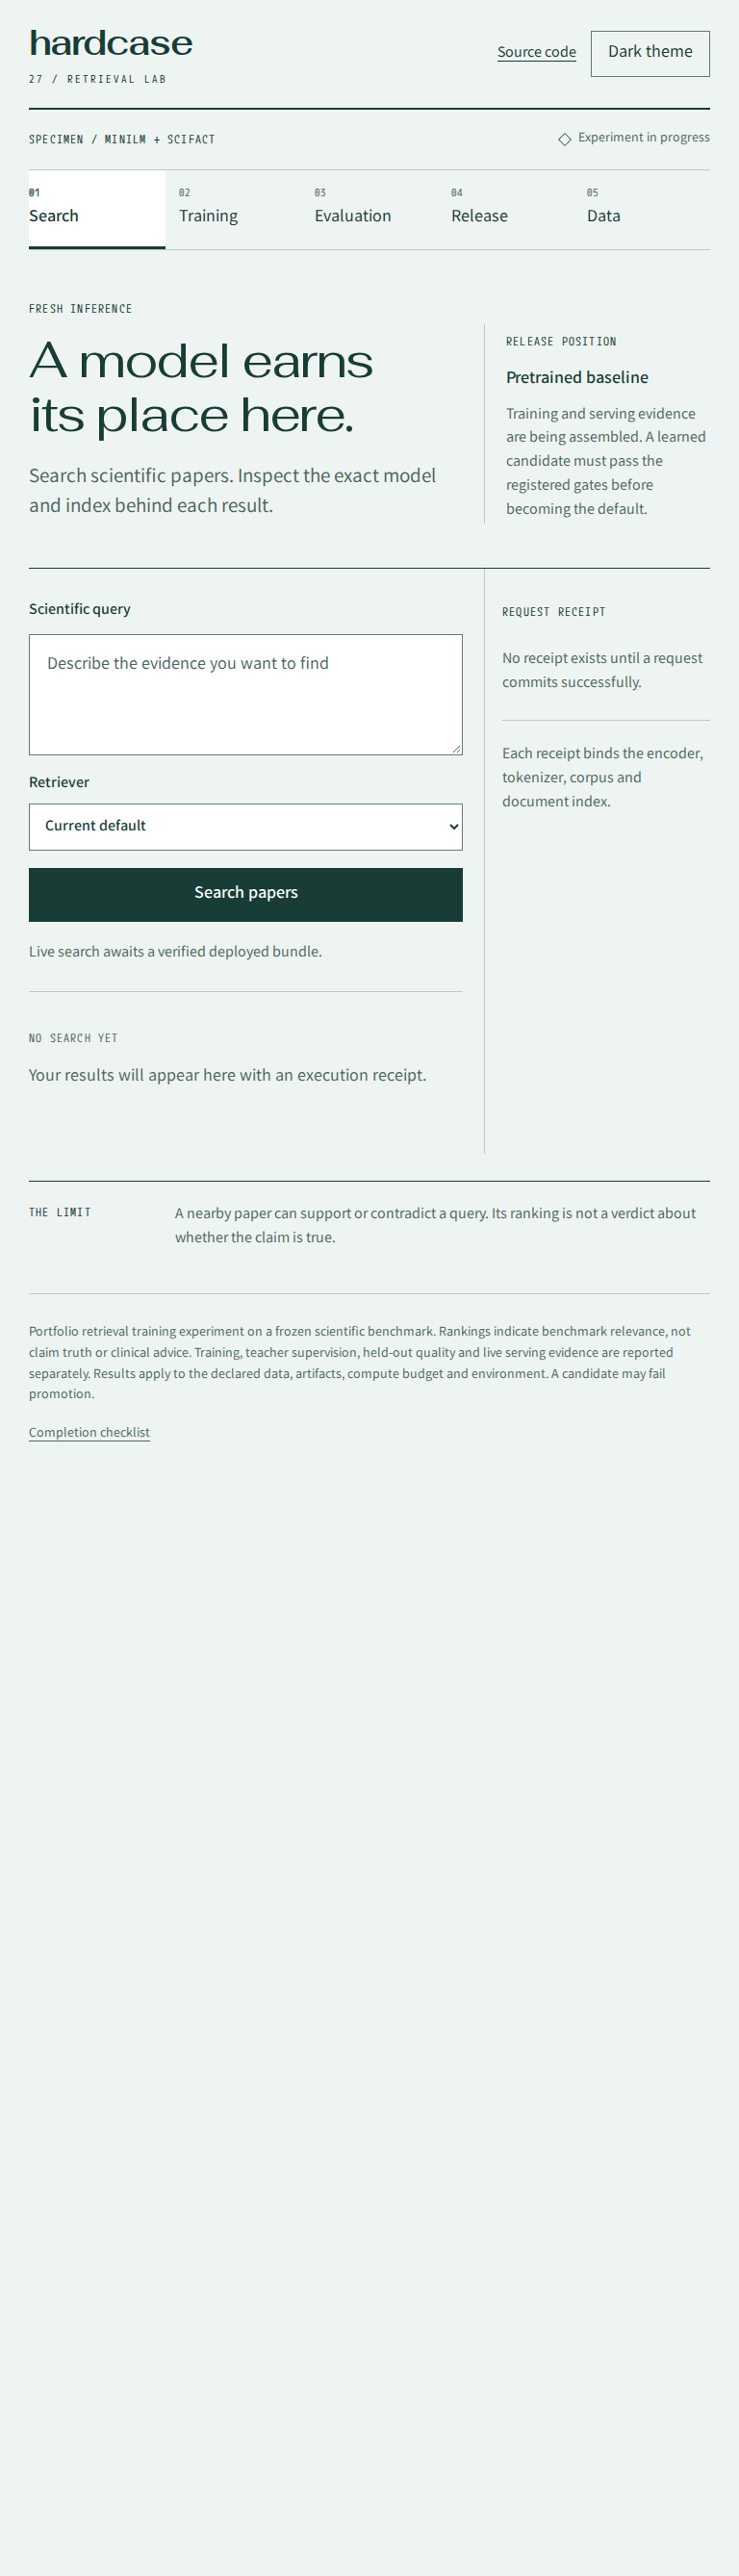 hardcase
27 / RETRIEVAL LAB
Source code
Dark theme
SPECIMEN / MINILM + SCIFACT
Experiment in progress
01
Search
02
Training
03
Evaluation
04
Release
05
Data
FRESH INFERENCE
A model earns
its place here.
Search scientific papers. Inspect the exact model
and index behind each result.
RELEASE POSITION
Pretrained baseline
Training and serving evidence
are being assembled. A learned
candidate must pass the
registered gates before
becoming the default.
Scientific query
Describe the evidence you want to find
Retriever
Current default
Search papers
Live search awaits a verified deployed bundle.
NO SEARCH YET
Your results will appear here with an execution receipt.
REQUEST RECEIPT
No receipt exists until a request
commits successfully.
Each receipt binds the encoder,
tokenizer, corpus and
document index.
THE LIMIT
A nearby paper can support or contradict a query. Its ranking is not a verdict about
whether the claim is true.
Portfolio retrieval training experiment on a frozen scientific benchmark. Rankings indicate benchmark relevance, not
claim truth or clinical advice. Training, teacher supervision, held-out quality and live serving evidence are reported
separately. Results apply to the declared data, artifacts, compute budget and environment. A candidate may fail
promotion.
Completion checklist